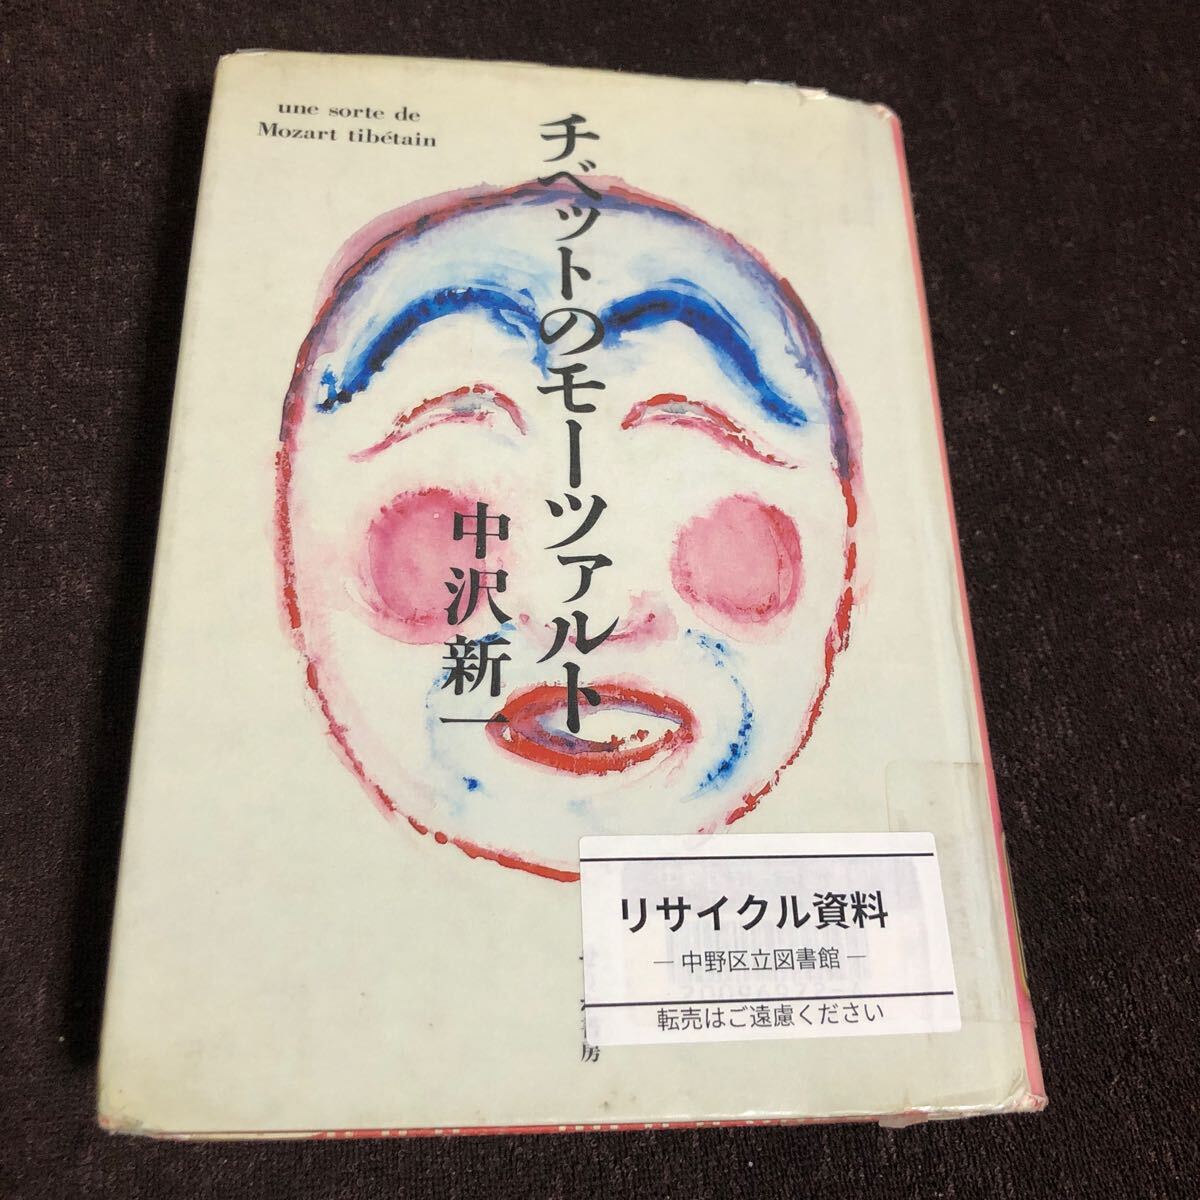 une sorte de
Mozart tibétain
チベットのモーツァルト
中沢新一
リサイクル資料
― 中野区立図書館 ―
転売はご遠慮ください
房